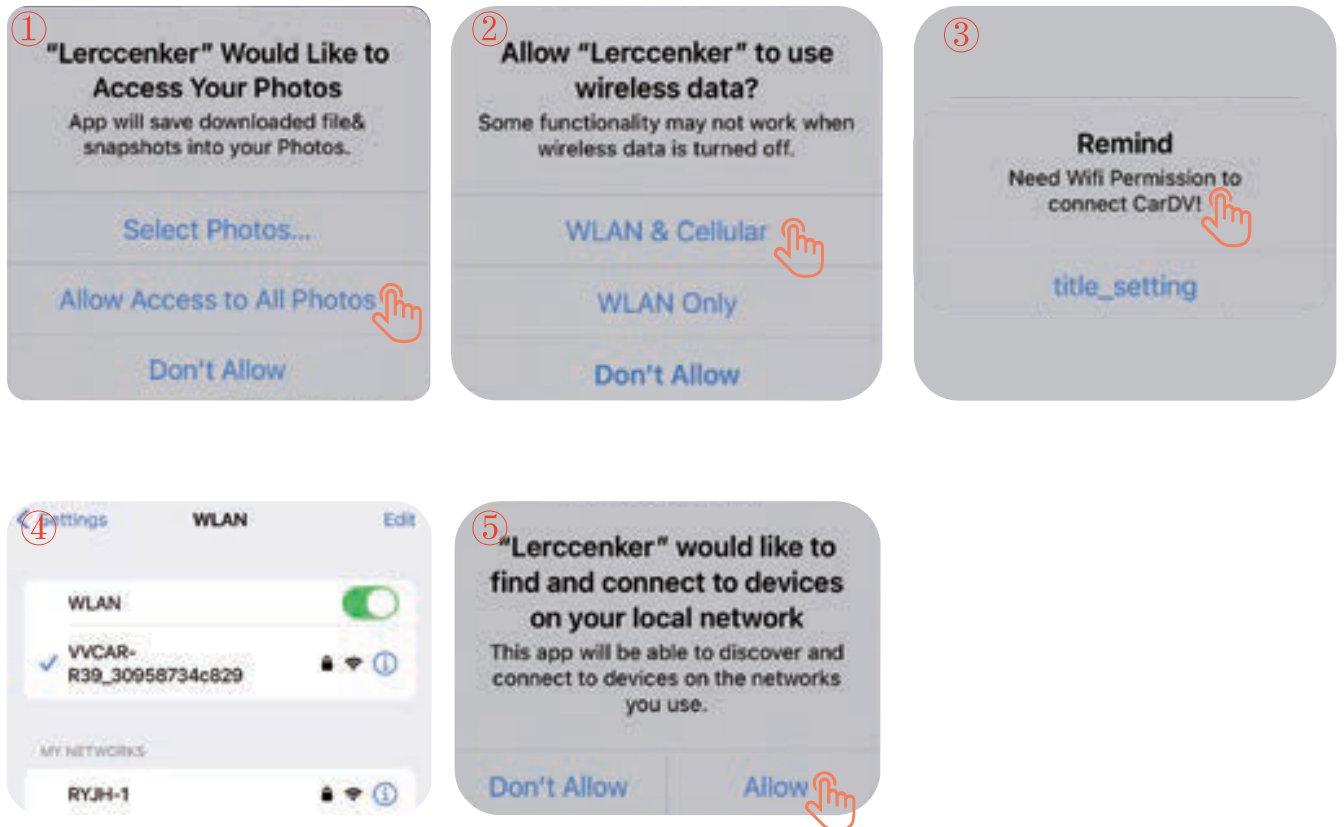 ①
"Lerccenker" Would Like to
Access Your Photos
App will save downloaded file&
snapshots into your Photos.
Select Photos...
Allow Access to All Photos
Don't Allow
②
Allow "Lerccenker" to use
wireless data?
Some functionality may not work when
wireless data is turned off.
WLAN & Cellular
WLAN Only
Don't Allow
③
Remind
Need Wifi Permission to
connect CarDV!
title_setting
④
Settings WLAN Edit
WLAN
VVCAR-
R39_30958734c829
MY NETWORKS
RYJH-1
⑤
"Lerccenker" would like to
find and connect to devices
on your local network
This app will be able to discover and
connect to devices on the networks
you use.
Don't Allow Allow